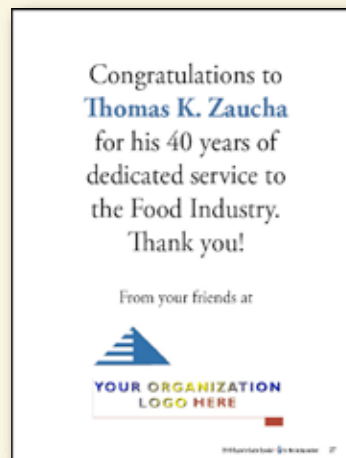 Congratulations to
Thomas K. Zaucha
for his 40 years of
dedicated service to
the Food Industry.
Thank you!
From your friends at
YOUR ORGANIZATION
LOGO HERE